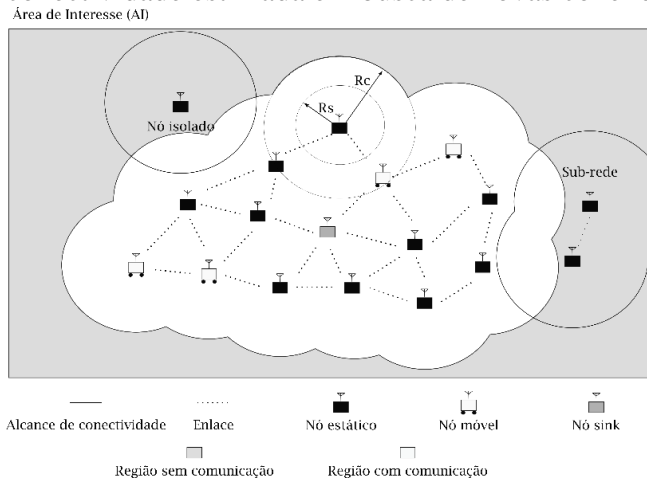 Área de Interesse (AI)
Rc
Rs
Nó isolado
Sub-rede
Alcance de conectividade
Enlace
Nó estático
Nó móvel
Nó sink
Região sem comunicação
Região com comunicação